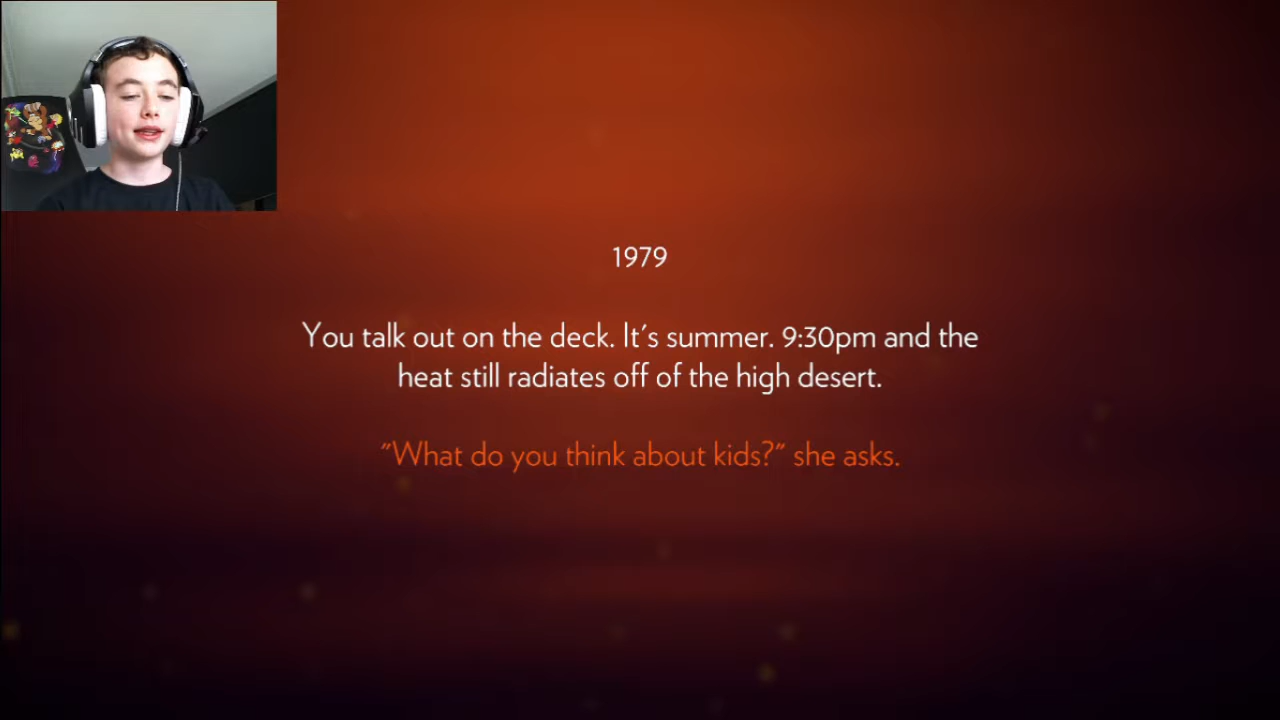 1979
You talk out on the deck. It's summer. 9:30pm and the
heat still radiates off of the high desert.
"What do you think about kids?" she asks.